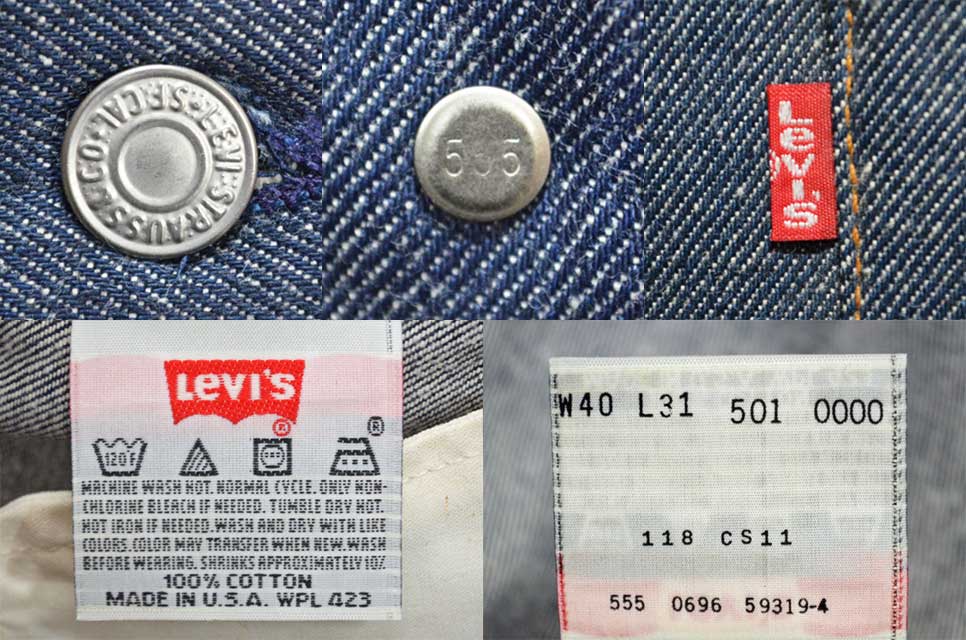 LEVI STRAUSS & CO. S.F. CAL.
555
Levi's
LEVI'S
®
®
120F
MACHINE WASH HOT. NORMAL CYCLE. ONLY NON-
CHLORINE BLEACH IF NEEDED. TUMBLE DRY HOT.
HOT IRON IF NEEDED. WASH AND DRY WITH LIKE
COLORS. COLOR MAY TRANSFER WHEN NEW. WASH
BEFORE WEARING. SHRINKS APPROXIMATELY 10%.
100% COTTON
MADE IN U.S.A. WPL 423
W40 L31 501 0000
118 CS11
555 0696 59319-4